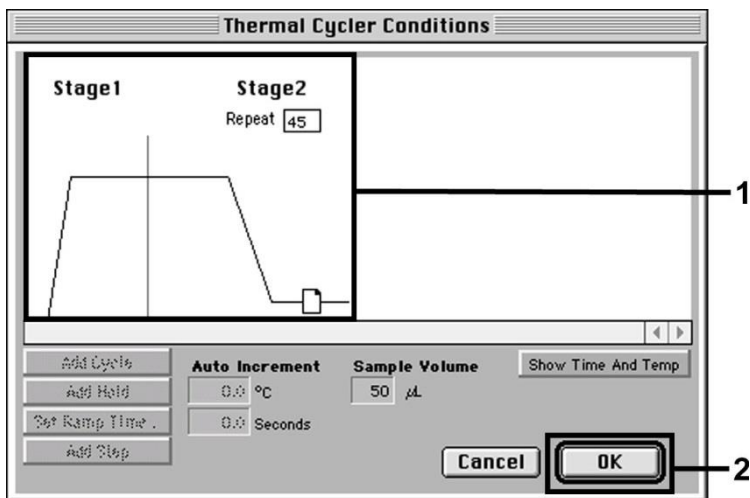 Thermal Cycler Conditions
Stage1 Stage2
Repeat 45
1
Add Cycle
Add Hold
Set Ramp Time .
Add Step
Auto Increment
0.0 °C
0.0 Seconds
Sample Volume
50 µL
Show Time And Temp
Cancel OK
2